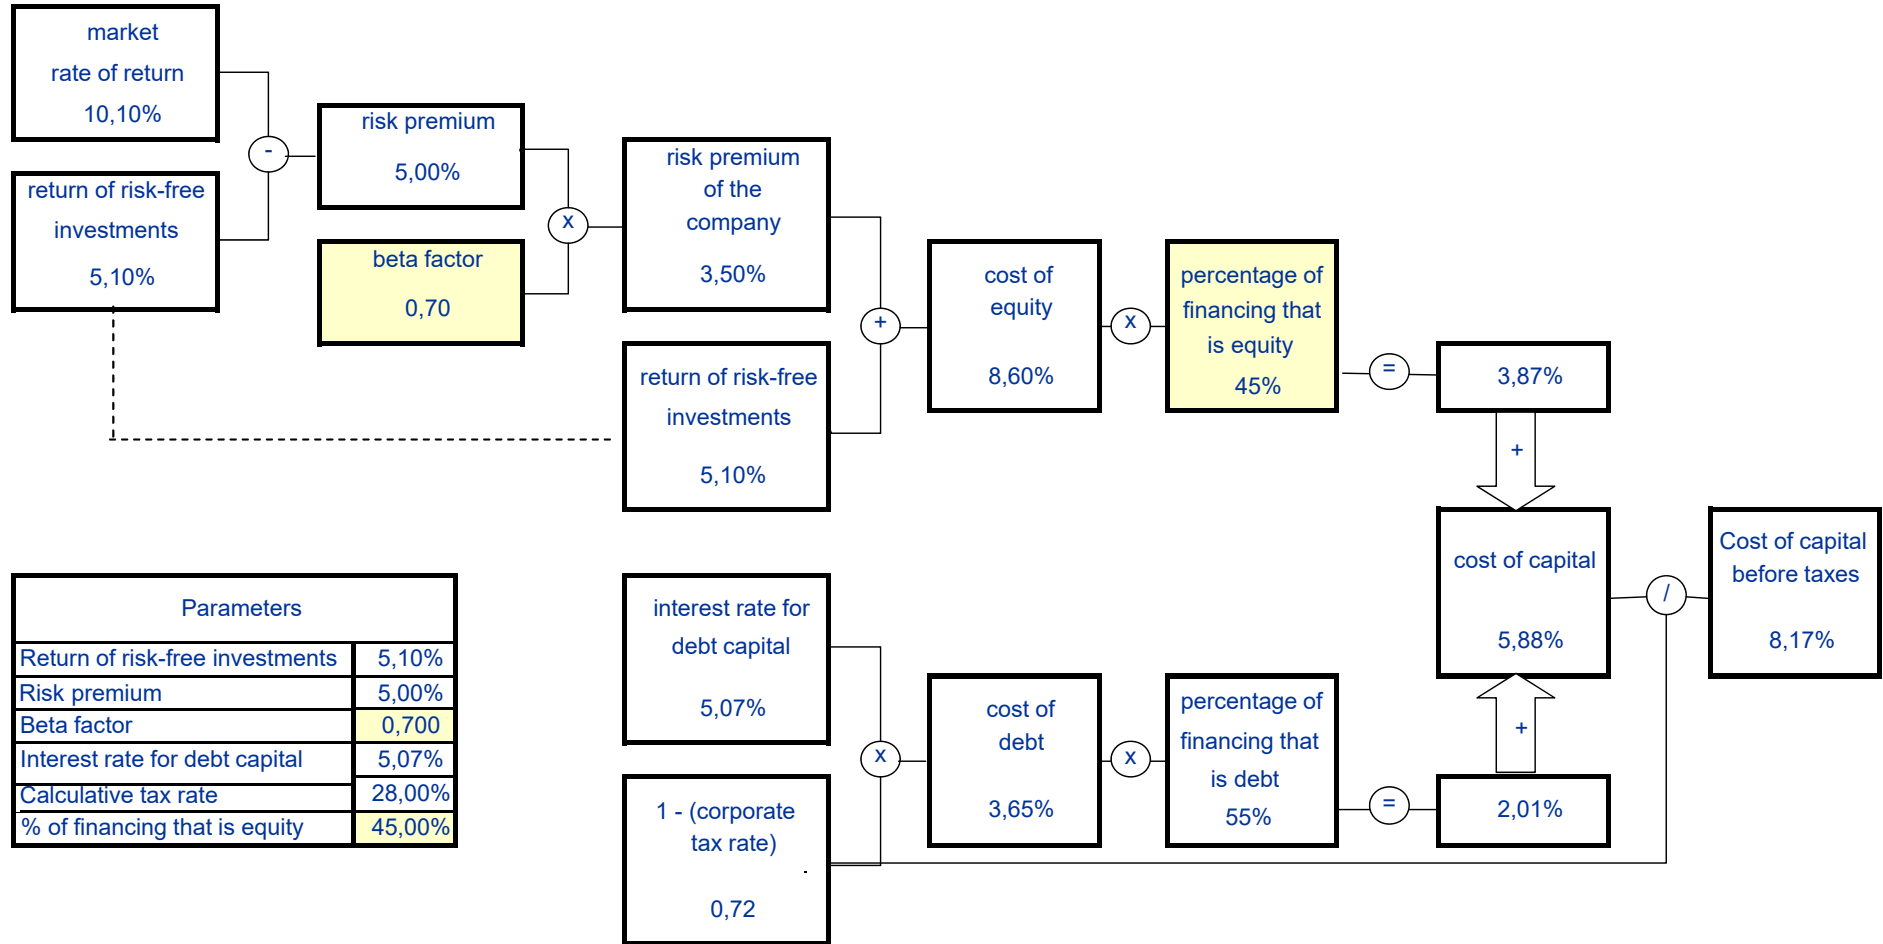 market
rate of return
10,10%
-
return of risk-free
investments
5,10%
risk premium
5,00%
x
beta factor
0,70
risk premium
of the
company
3,50%
+
return of risk-free
investments
5,10%
cost of
equity
8,60%
x
percentage of
financing that
is equity
45%
=
3,87%
+
cost of capital
5,88%
/
Cost of capital
before taxes
8,17%
Parameters
Return of risk-free investments 5,10%
Risk premium 5,00%
Beta factor 0,700
Interest rate for debt capital 5,07%
Calculative tax rate 28,00%
% of financing that is equity 45,00%
interest rate for
debt capital
5,07%
x
1 - (corporate
tax rate)
.
0,72
cost of
debt
3,65%
x
percentage of
financing that
is debt
55%
=
2,01%
+